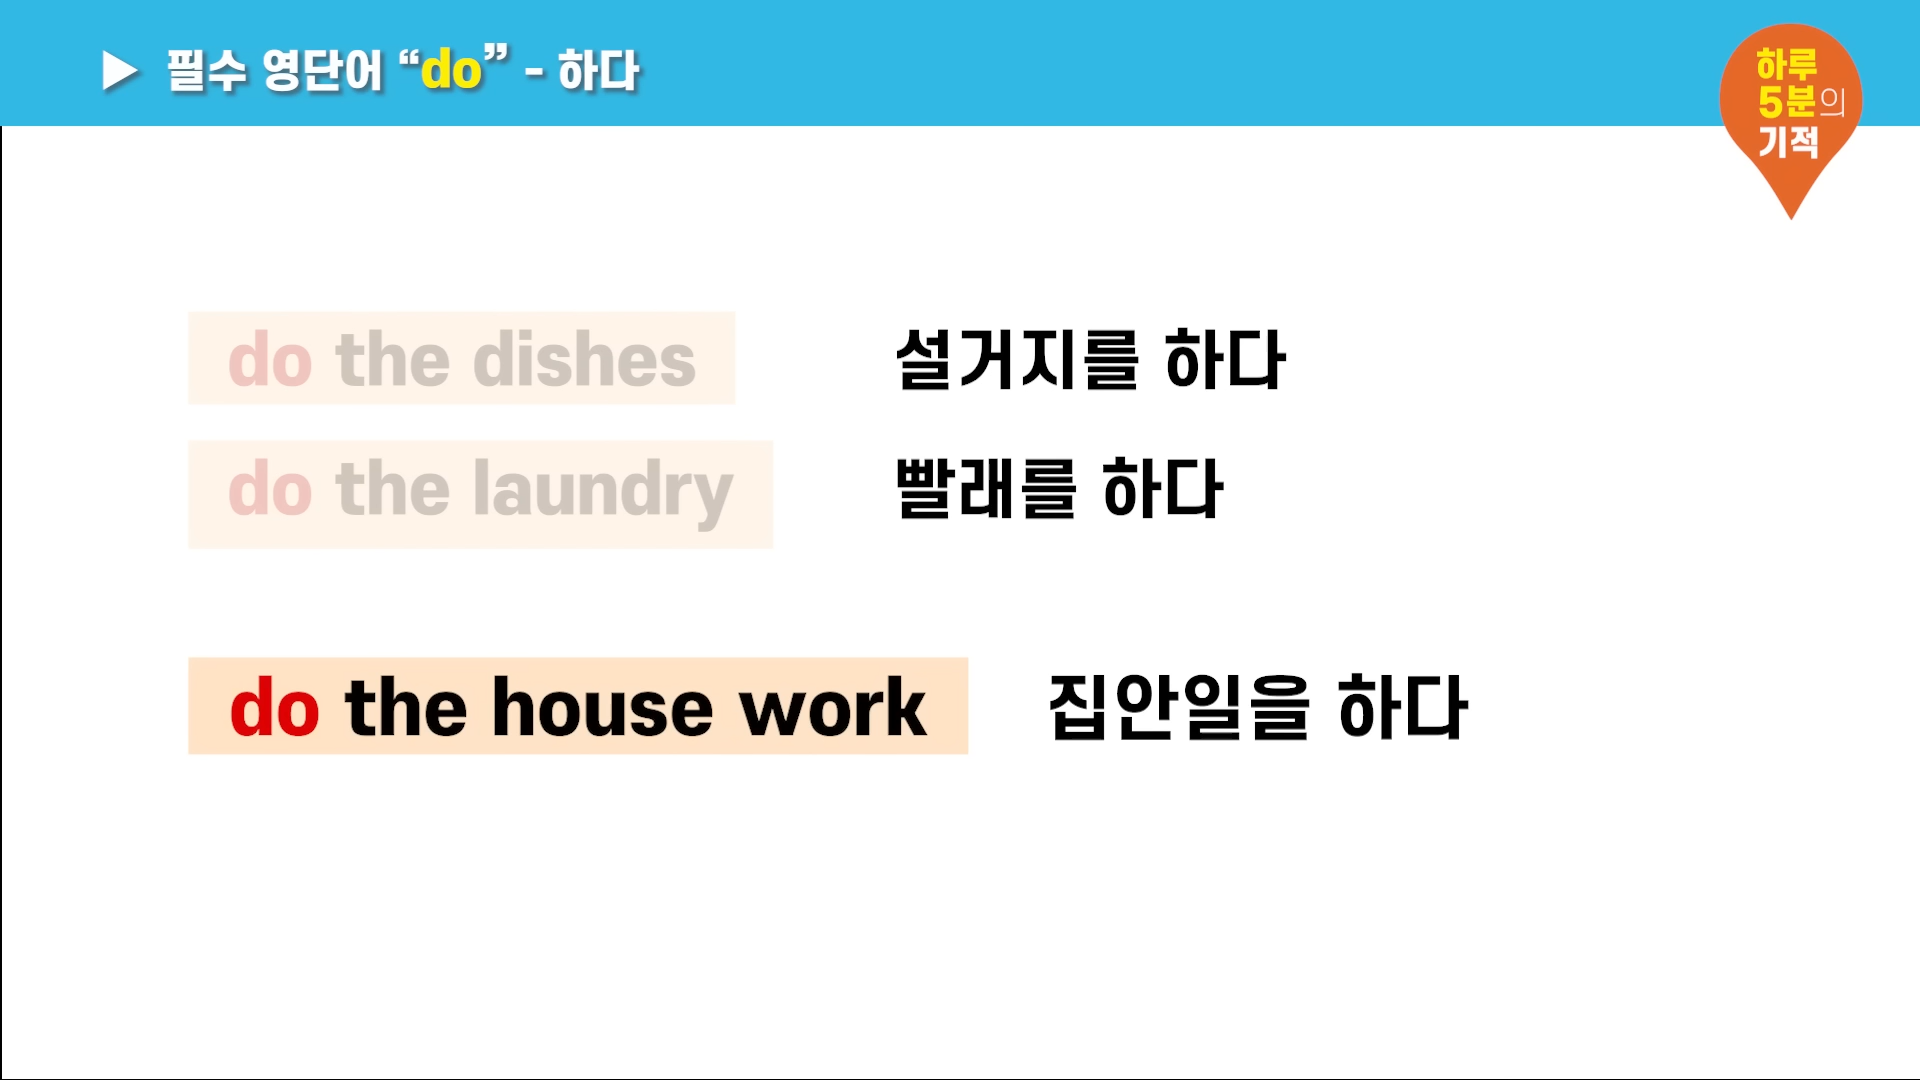 ▶ 필수 영단어 “do” - 하다
하루
5분의
기적
do the dishes 설거지를 하다
do the laundry 빨래를 하다
do the house work 집안일을 하다